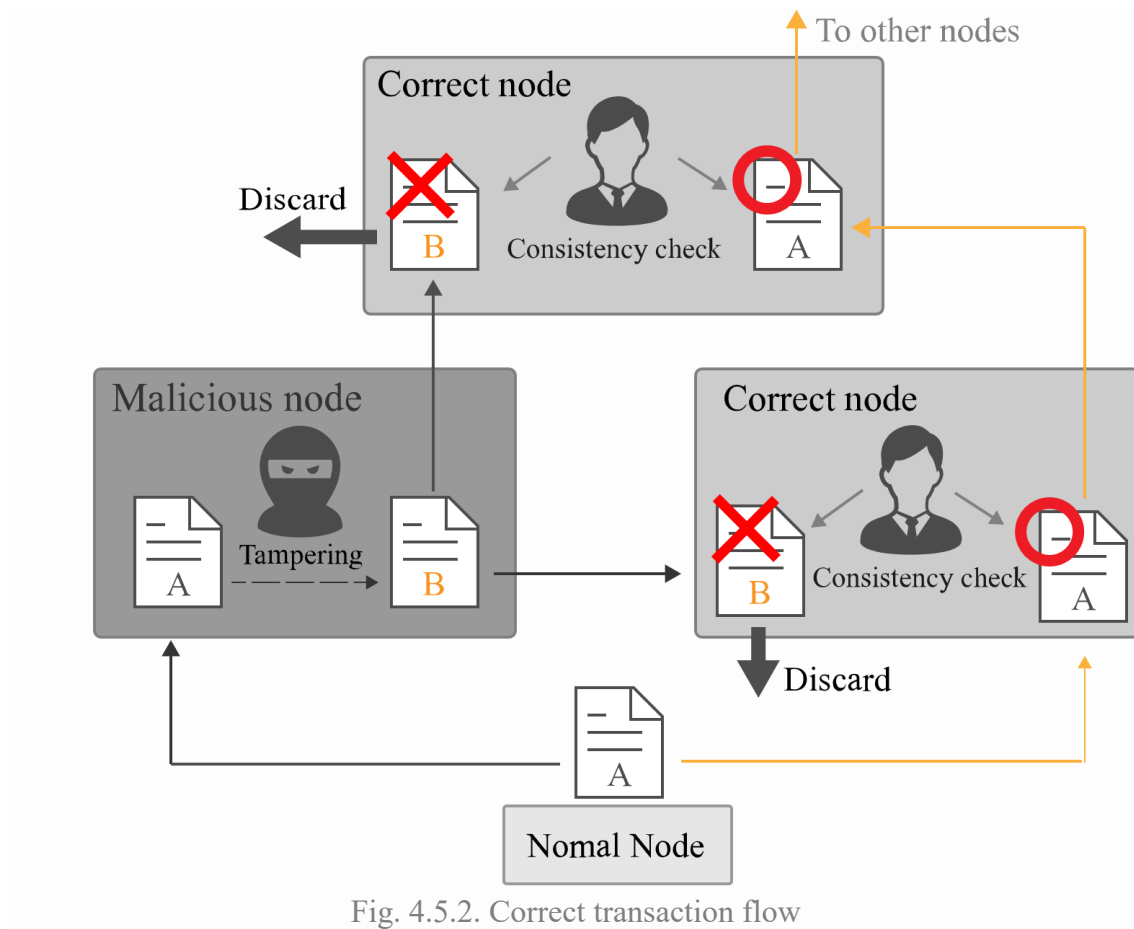 To other nodes
Correct node
Discard
B
Consistency check
A
Malicious node
Tampering
A
B
Correct node
B
Consistency check
A
Discard
A
Nomal Node
Fig. 4.5.2. Correct transaction flow